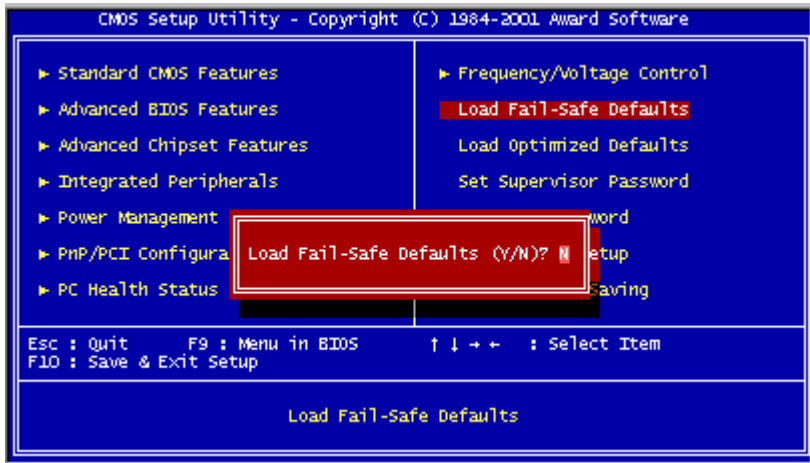 CMOS Setup Utility - Copyright (C) 1984-2001 Award Software
► Standard CMOS Features
► Advanced BIOS Features
► Advanced Chipset Features
► Integrated Peripherals
► Power Management
► PnP/PCI Configura
► PC Health Status
► Frequency/Voltage Control
Load Fail-Safe Defaults
Load Optimized Defaults
Set Supervisor Password
word
etup
Saving
Load Fail-Safe Defaults (Y/N)? N
Esc : Quit F9 : Menu in BIOS ↑ ↓ → ← : Select Item
F10 : Save & Exit Setup
Load Fail-Safe Defaults